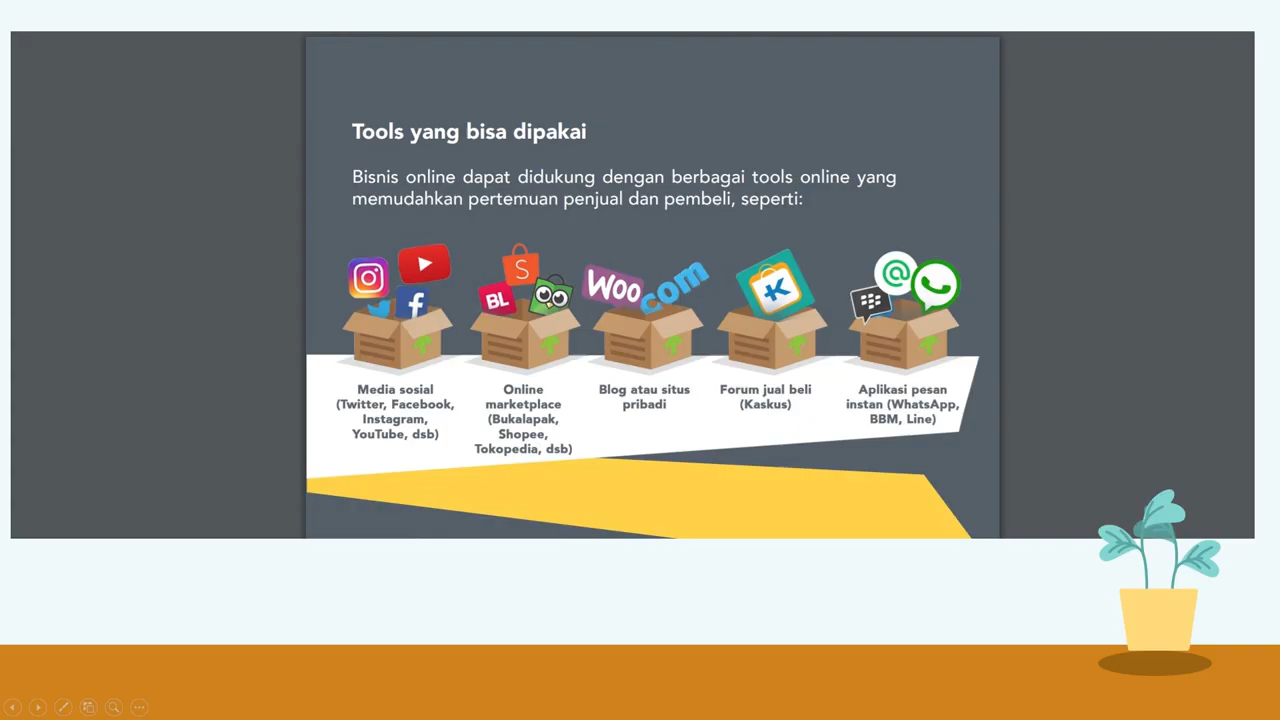 Tools yang bisa dipakai
Bisnis online dapat didukung dengan berbagai tools online yang
memudahkan pertemuan penjual dan pembeli, seperti:
S
BL
Woo
com
K
@
Media sosial
(Twitter, Facebook,
Instagram,
YouTube, dsb)
Online
marketplace
(Bukalapak,
Shopee,
Tokopedia, dsb)
Blog atau situs
pribadi
Forum jual beli
(Kaskus)
Aplikasi pesan
instan (WhatsApp,
BBM, Line)